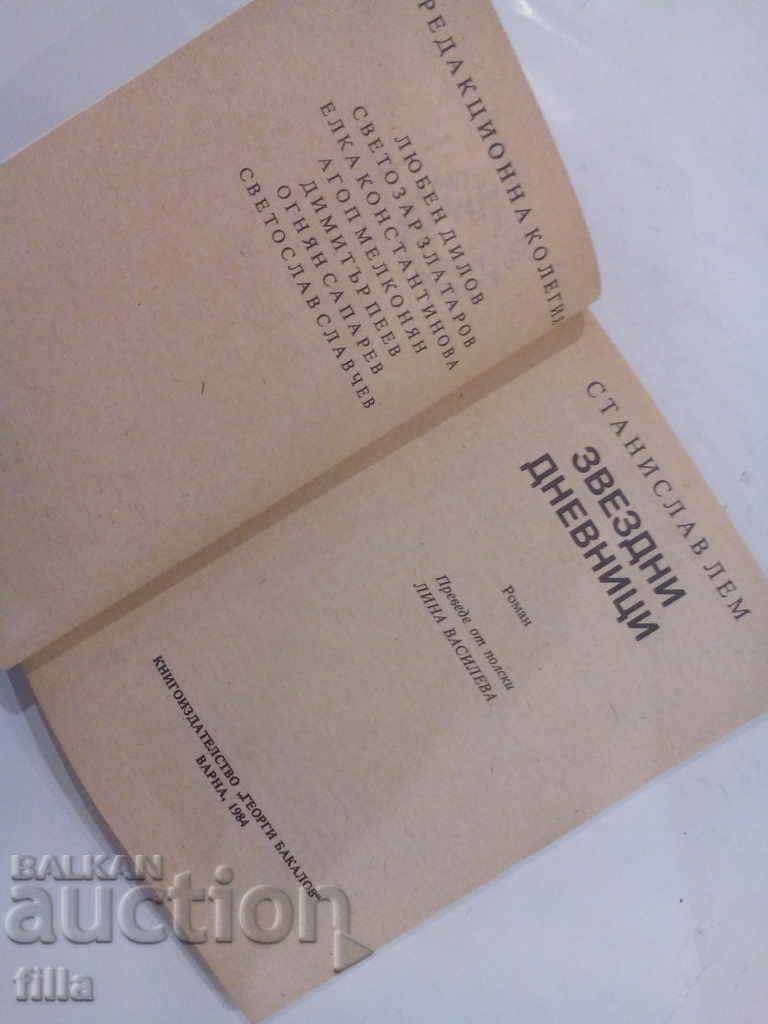 РЕДАКЦИОННА КОЛЕГИЯ
ЛЮБЕН ДИЛОВ
СВЕТОЗАР ЗЛАТАРОВ
ЕЛКА КОНСТАНТИНОВА
АГОП МЕЛКОНЯН
ДИМИТЪР ПЕЕВ
ОГНЯН САПАРЕВ
СВЕТОСЛАВ СЛАВЧЕВ
СТАНИСЛАВ ЛЕМ
ЗВЕЗДНИ
ДНЕВНИЦИ
Роман
Преведе от полски
ЛИНА ВАСИЛЕВА
КНИГОИЗДАТЕЛСТВО „ГЕОРГИ БАКАЛОВ“
ВАРНА, 1984
BALKAN
auction
filla